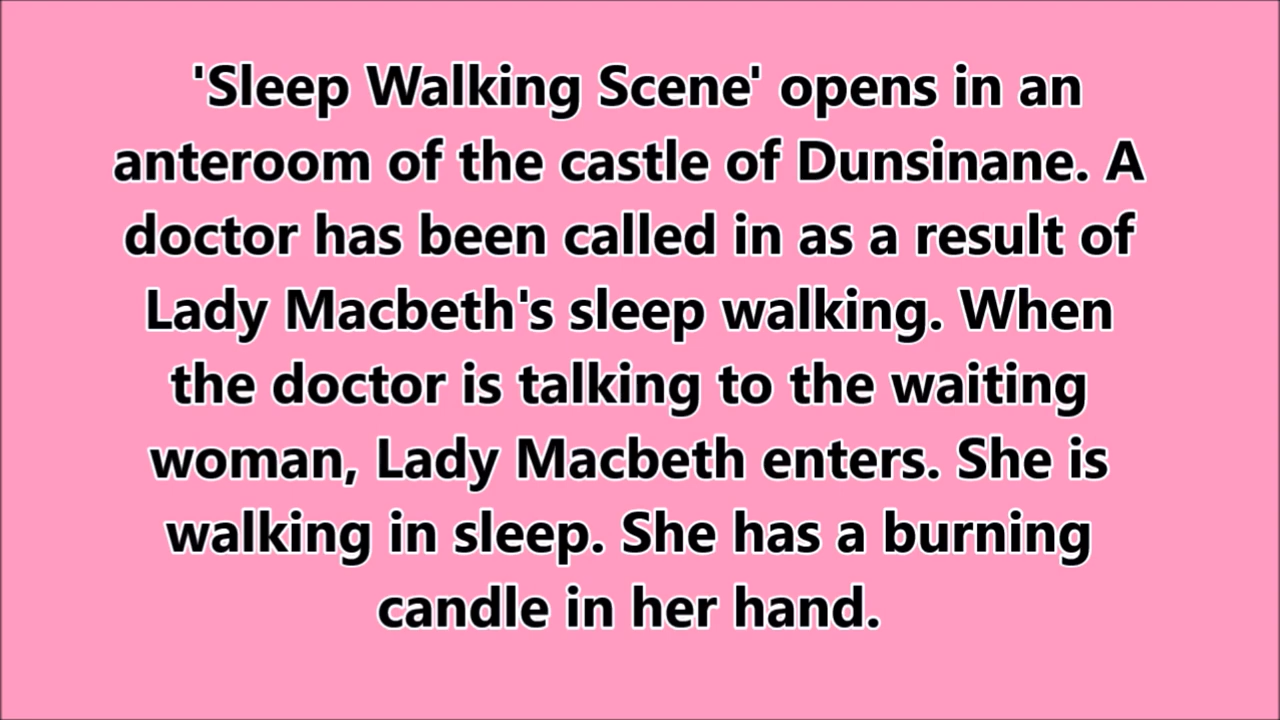 'Sleep Walking Scene' opens in an
anteroom of the castle of Dunsinane. A
doctor has been called in as a result of
Lady Macbeth's sleep walking. When
the doctor is talking to the waiting
woman, Lady Macbeth enters. She is
walking in sleep. She has a burning
candle in her hand.